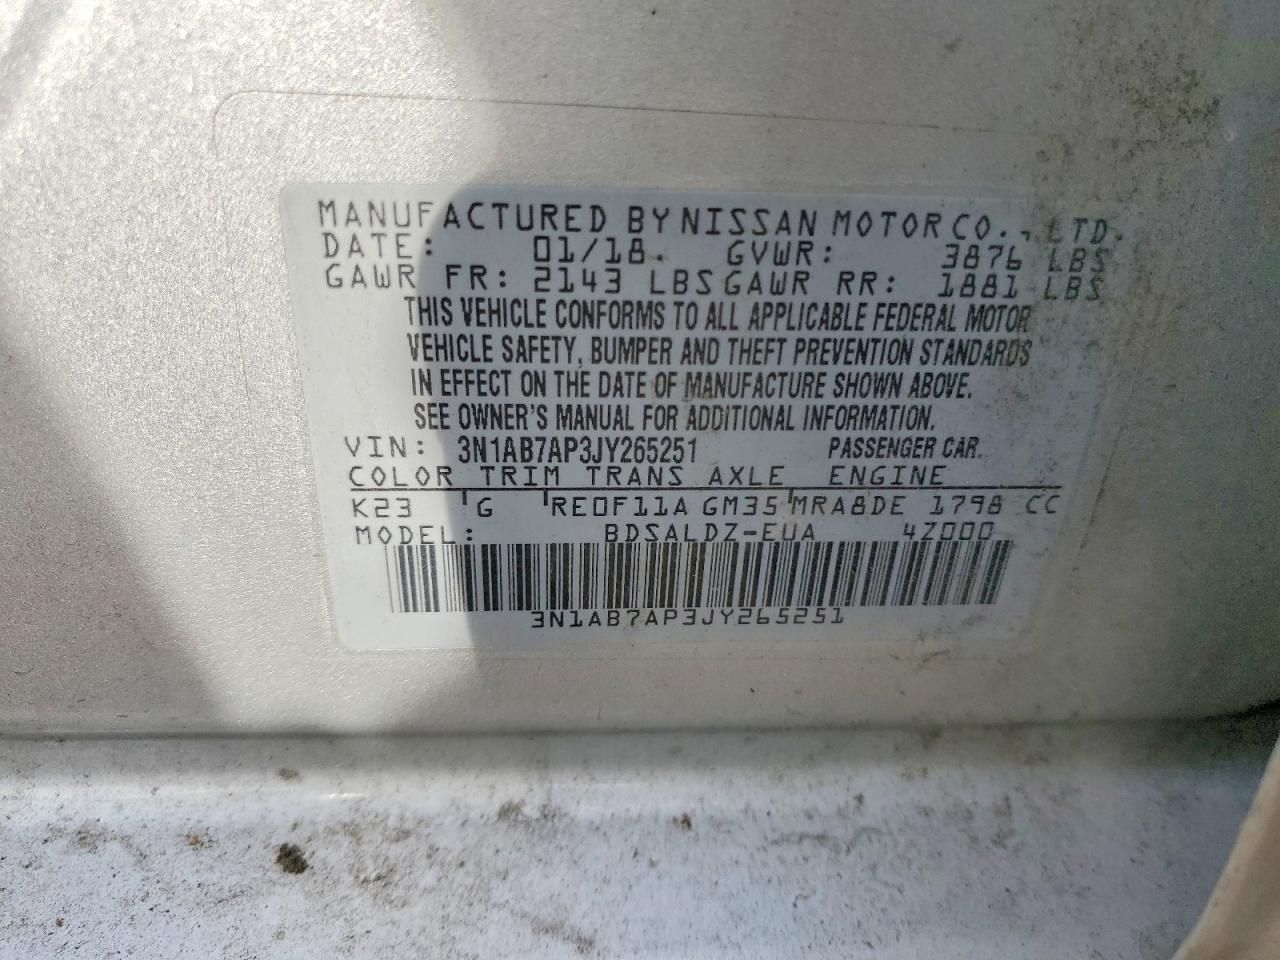 MANUFACTURED BY NISSAN MOTOR CO., LTD.
DATE: 01/18. GVWR: 3876 LBS
GAWR FR: 2143 LBS GAWR RR: 1881 LBS
THIS VEHICLE CONFORMS TO ALL APPLICABLE FEDERAL MOTOR
VEHICLE SAFETY, BUMPER AND THEFT PREVENTION STANDARDS
IN EFFECT ON THE DATE OF MANUFACTURE SHOWN ABOVE.
SEE OWNER'S MANUAL FOR ADDITIONAL INFORMATION.
VIN: 3N1AB7AP3JY265251 PASSENGER CAR.
COLOR TRIM TRANS AXLE ENGINE
K23 G RE0F11A GM35 MRA8DE 1798 CC
MODEL: BDSALDZ-EUA 4Z000
3N1AB7AP3JY265251